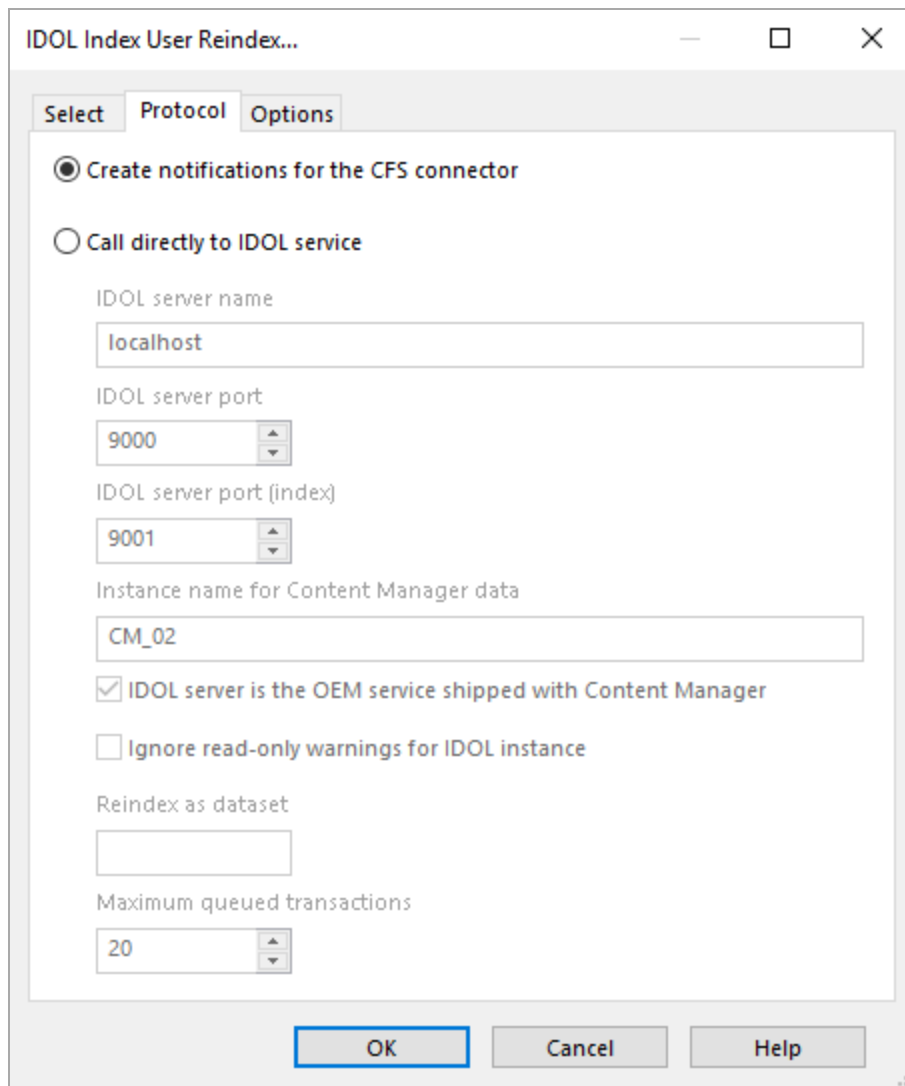 IDOL Index User Reindex...
Select Protocol Options
Create notifications for the CFS connector
Call directly to IDOL service
IDOL server name
localhost
IDOL server port
9000
IDOL server port (index)
9001
Instance name for Content Manager data
CM_02
IDOL server is the OEM service shipped with Content Manager
Ignore read-only warnings for IDOL instance
Reindex as dataset
Maximum queued transactions
20
OK Cancel Help